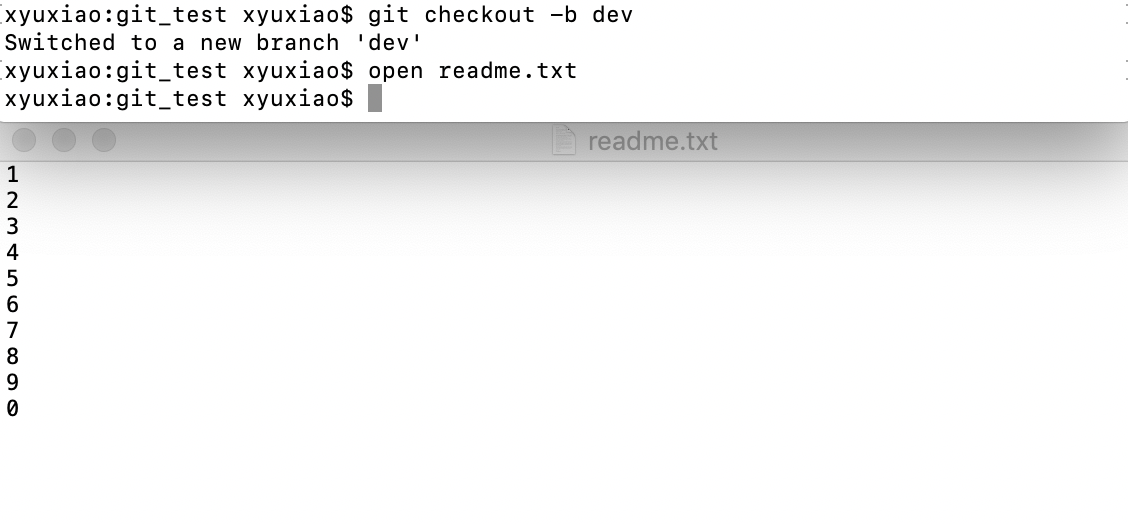 xyuxiao:git_test xyuxiao$ git checkout -b dev
Switched to a new branch 'dev'
xyuxiao:git_test xyuxiao$ open readme.txt
xyuxiao:git_test xyuxiao$
readme.txt
1
2
3
4
5
6
7
8
9
0